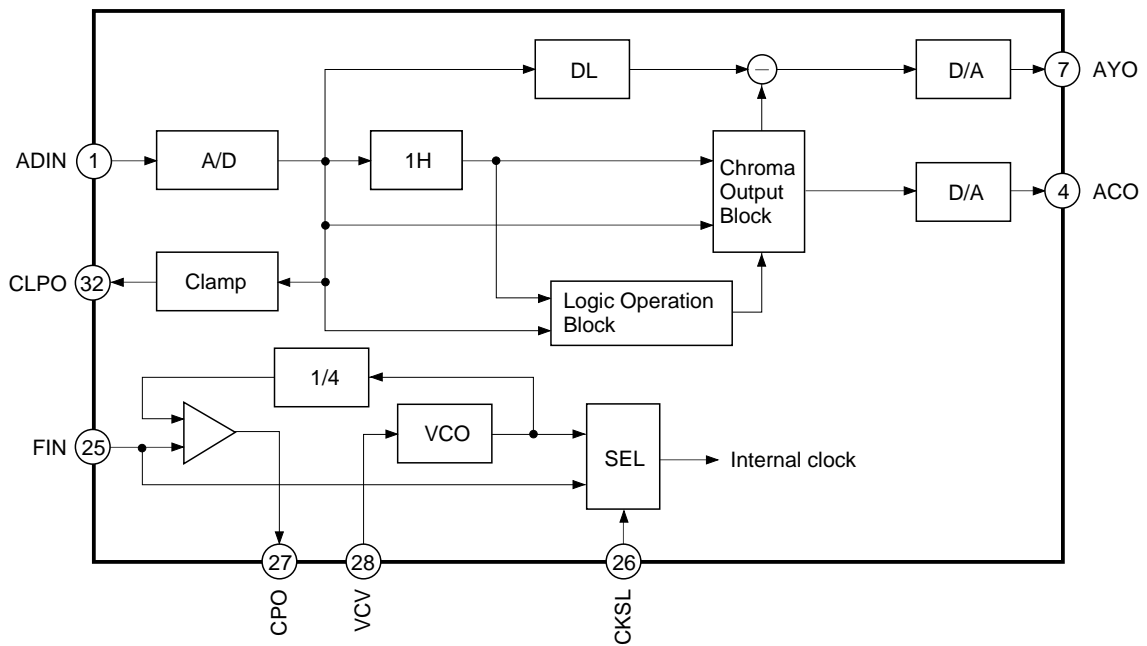 DL
−
D/A
7
AYO
ADIN
1
A/D
1H
Chroma
Output
Block
D/A
4
ACO
CLPO
32
Clamp
Logic Operation
Block
1/4
FIN
25
VCO
SEL
Internal clock
27
28
26
CPO
VCV
CKSL